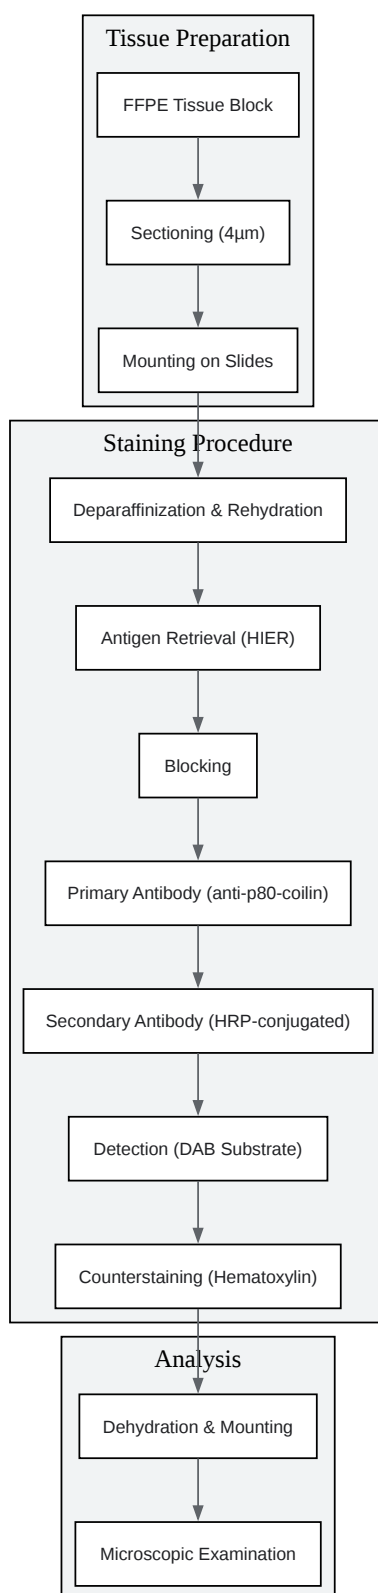 Tissue Preparation
FFPE Tissue Block
Sectioning (4µm)
Mounting on Slides
Staining Procedure
Deparaffinization & Rehydration
Antigen Retrieval (HIER)
Blocking
Primary Antibody (anti-p80-coilin)
Secondary Antibody (HRP-conjugated)
Detection (DAB Substrate)
Counterstaining (Hematoxylin)
Analysis
Dehydration & Mounting
Microscopic Examination